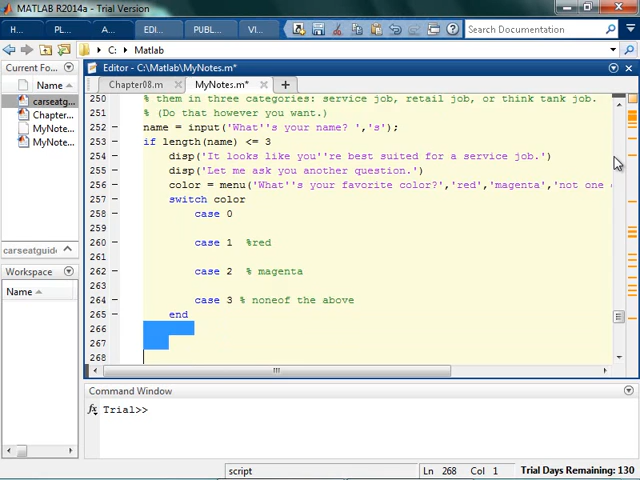 MATLAB R2014a - Trial Version
H... P... A... EDI... PUBL... VI... Search Documentation
C: Matlab
Current Fo...
Name
carseatg...
Chapter...
MyNote...
MyNote...
carseatguide
Workspace
Name
Editor - C:\Matlab\MyNotes.m*
Chapter08.m MyNotes.m*
250 % them in three categories: service job, retail job, or think tank job.
251 % (Do that however you want.)
252 name = input('What''s your name? ','s');
253 if length(name) <= 3
254 disp('It looks like you''re best suited for a service job.')
255 disp('Let me ask you another question.')
256 color = menu('What''s your favorite color?','red','magenta','not one
257 switch color
258 case 0
259
260 case 1 %red
261
262 case 2 % magenta
263
264 case 3 % noneof the above
265 end
266
267
268
Command Window
fx Trial>>
script
Ln 268 Col 1
Trial Days Remaining: 130